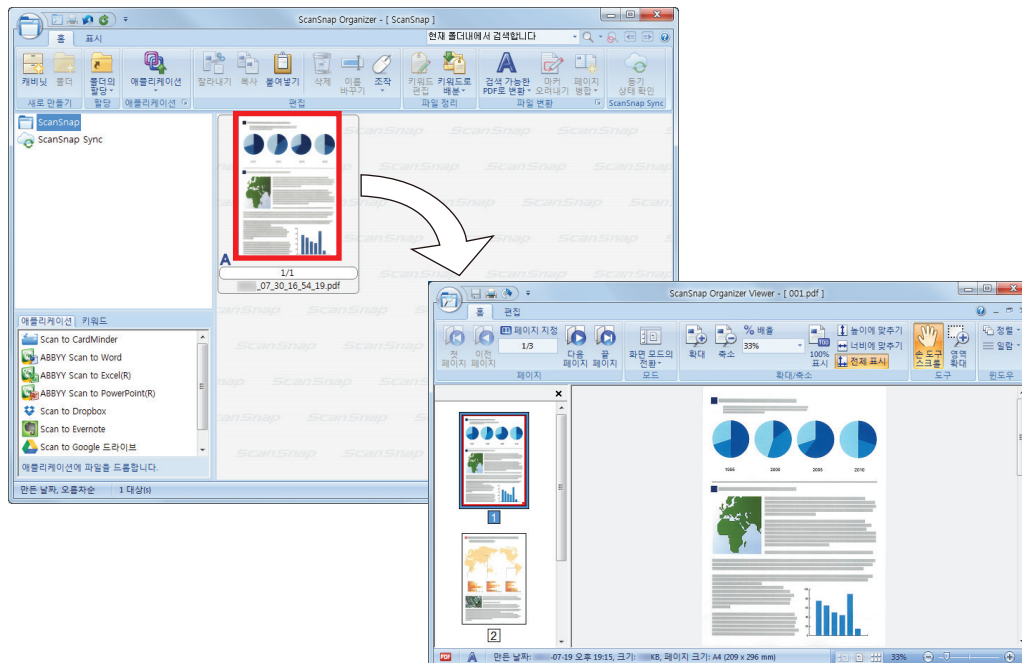 ScanSnap Organizer - [ ScanSnap ]
홈 표시
현재 폴더내에서 검색합니다
캐비닛 폴더 폴더의 할당 애플리케이션 잘라내기 복사 붙여넣기 삭제 이름 바꾸기 조작 키워드 편집 키워드로 배분 검색 가능한 PDF로 변환 마커 오려내기 페이지 병합 동기 상태 확인
새로 만들기 할당 애플리케이션 편집 파일 정리 파일 변환 ScanSnap Sync
ScanSnap
ScanSnap Sync
A
1/1
_07_30_16_54_19.pdf
애플리케이션 키워드
Scan to CardMinder
ABBYY Scan to Word
ABBYY Scan to Excel(R)
ABBYY Scan to PowerPoint(R)
Scan to Dropbox
Scan to Evernote
Scan to Google 드라이브
애플리케이션에 파일을 드롭합니다.
만든 날짜, 오름차순 1 대상(s)
ScanSnap Organizer Viewer - [ 001.pdf ]
홈 편집
첫 페이지 이전 페이지 페이지 지정 1/3 다음 페이지 끝 페이지 화면 모드의 전환 확대 축소 % 배율 33% 100% 표시 높이에 맞추기 너비에 맞추기 전체 표시 손 도구 스크롤 영역 확대 정렬 일람
페이지 모드 확대/축소 도구 윈도우
1
2
1995 2000 2005 2010
PDF A 만든 날짜: -07-19 오후 19:15, 크기: KB, 페이지 크기: A4 (209 x 296 mm) 33%